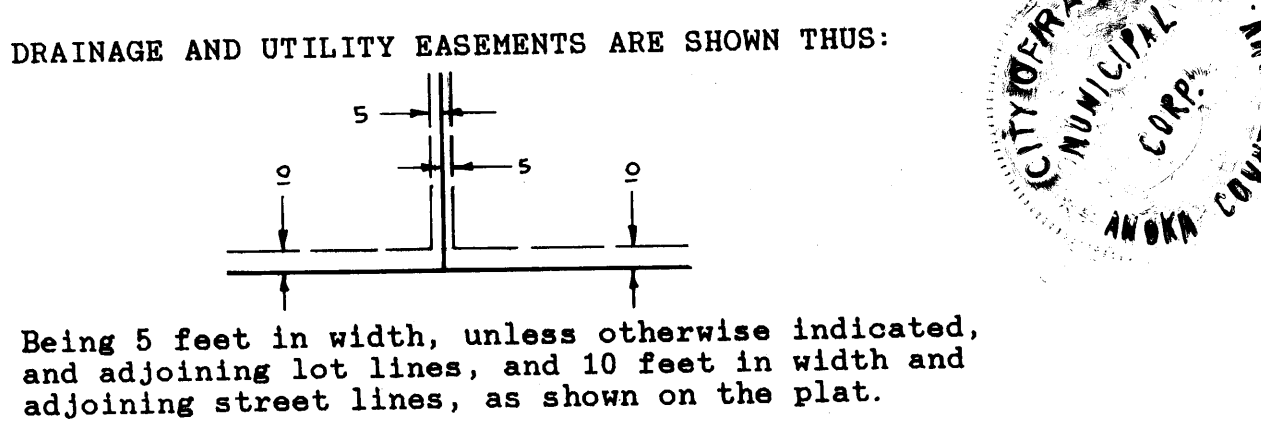 DRAINAGE AND UTILITY EASEMENTS ARE SHOWN THUS:
5
5
10
10
Being 5 feet in width, unless otherwise indicated,
and adjoining lot lines, and 10 feet in width and
adjoining street lines, as shown on the plat.
CITY OF
MUNICIPAL
CORP.
ANOKA